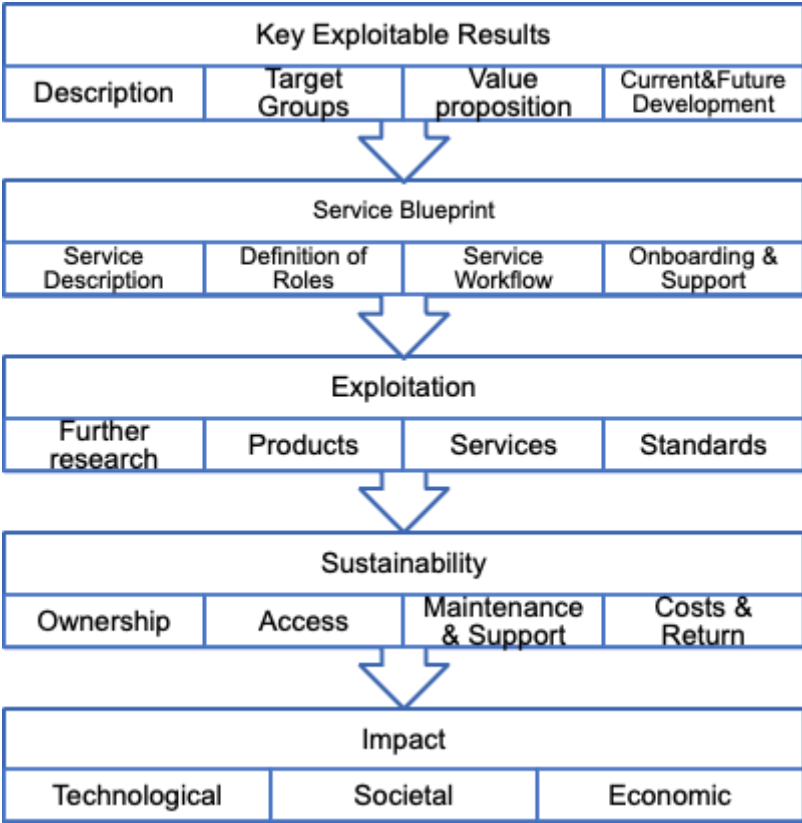 Key Exploitable Results
Description
Target
Groups
Value
proposition
Current&Future
Development
Service Blueprint
Service
Description
Definition of
Roles
Service
Workflow
Onboarding &
Support
Exploitation
Further
research
Products
Services
Standards
Sustainability
Ownership
Access
Maintenance
& Support
Costs &
Return
Impact
Technological
Societal
Economic